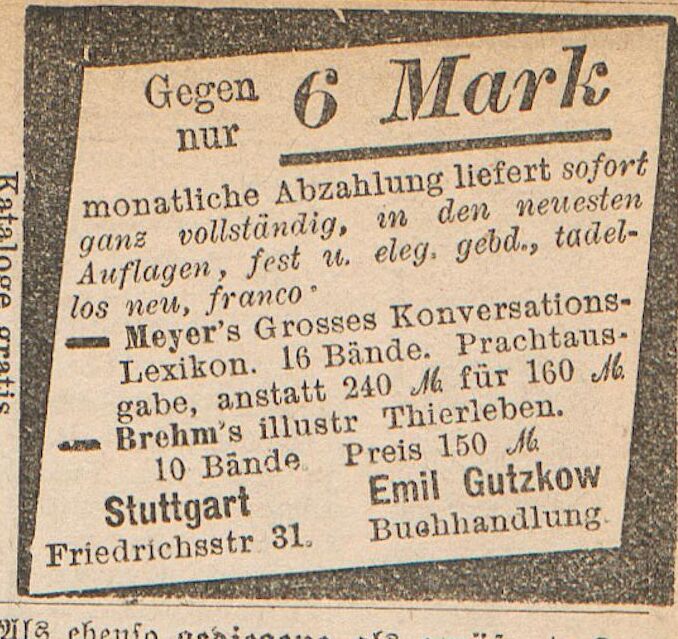 Gegen
nur 6 Mark
monatliche Abzahlung liefert sofort
ganz vollständig, in den neuesten
Auflagen, fest u. eleg. gebd., tadel-
los neu, franco
Meyer's Grosses Konversations-
Lexikon. 16 Bände. Prachtaus-
gabe, anstatt 240 ℳ. für 160 ℳ.
Brehm's illustr Thierleben.
10 Bände. Preis 150 ℳ.
Stuttgart Emil Gutzkow
Friedrichsstr 31. Buchhandlung.
Kataloge gratis
Als ebenso